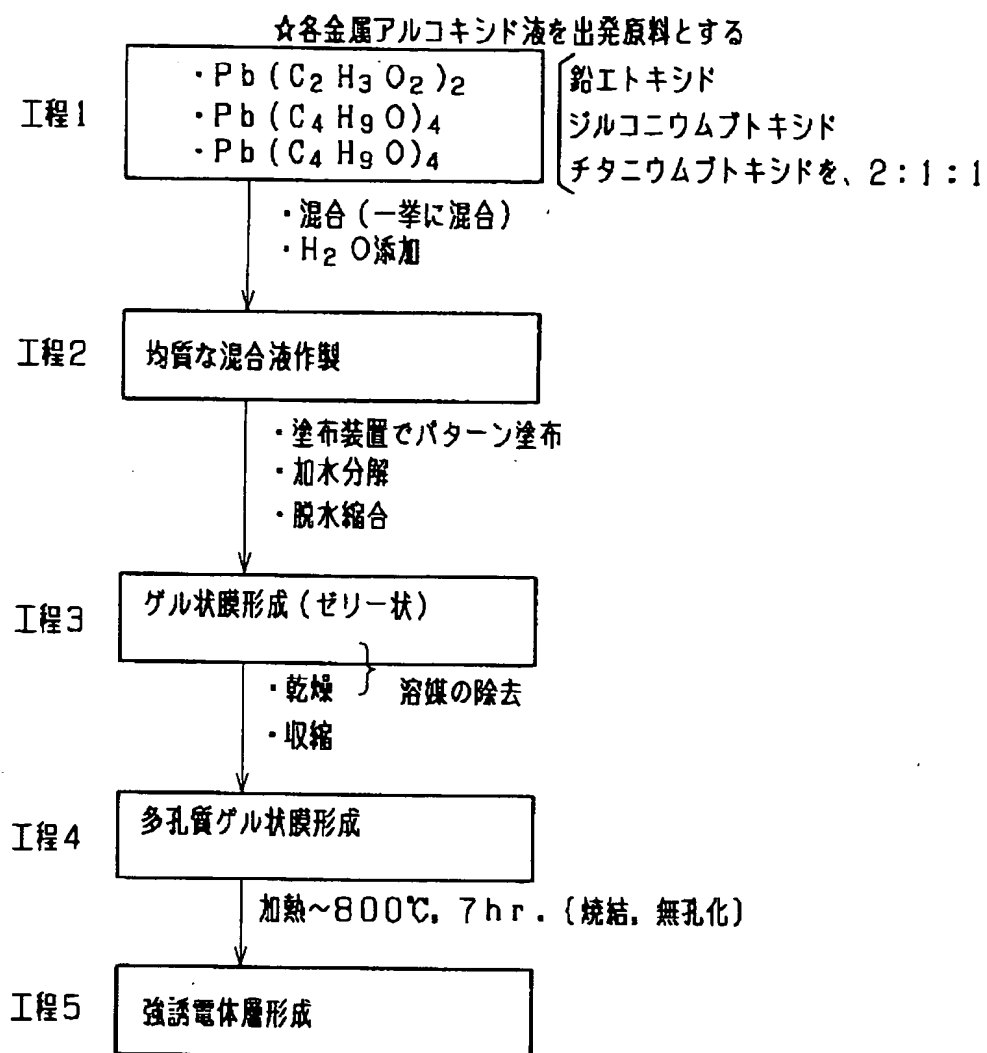 ☆各金属アルコキシド液を出発原料とする
工程1
・Pb(C2H3O2)2
・Pb(C4H9O)4
・Pb(C4H9O)4
鉛エトキシド
ジルコニウムブトキシド
チタニウムブトキシドを、2:1:1
・混合(一挙に混合)
・H2O添加
工程2
均質な混合液作製
・塗布装置でパターン塗布
・加水分解
・脱水縮合
工程3
ゲル状膜形成(ゼリー状)
・乾燥
溶媒の除去
・収縮
工程4
多孔質ゲル状膜形成
加熱~800℃, 7hr. {焼結, 無孔化}
工程5
強誘電体層形成